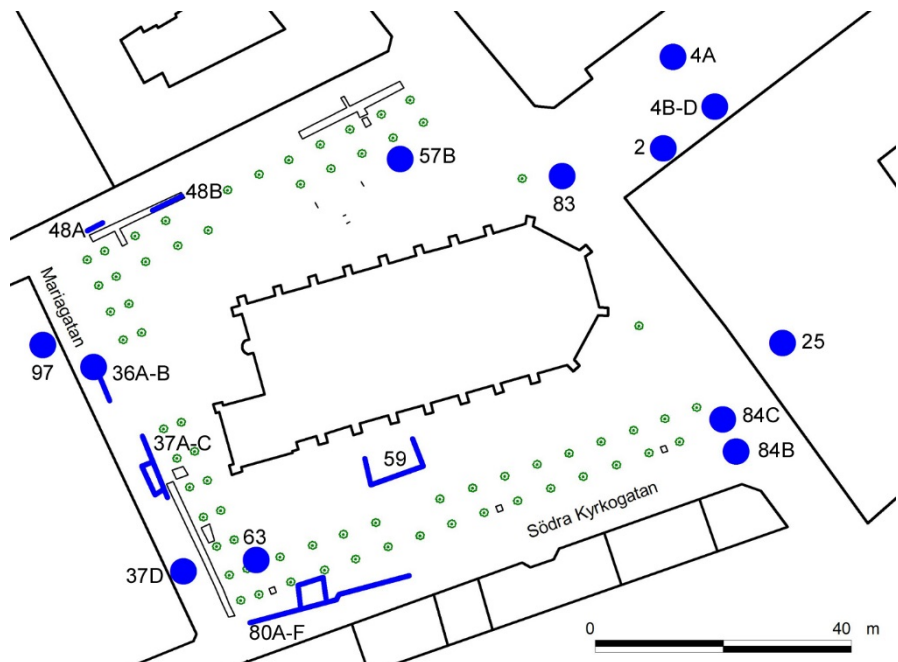 4A
4B-D
2
57B
83
48B
48A
Mariagatan
97
36A-B
25
84C
37A-C
59
84B
Södra Kyrkogatan
63
37D
80A-F
0 40 m